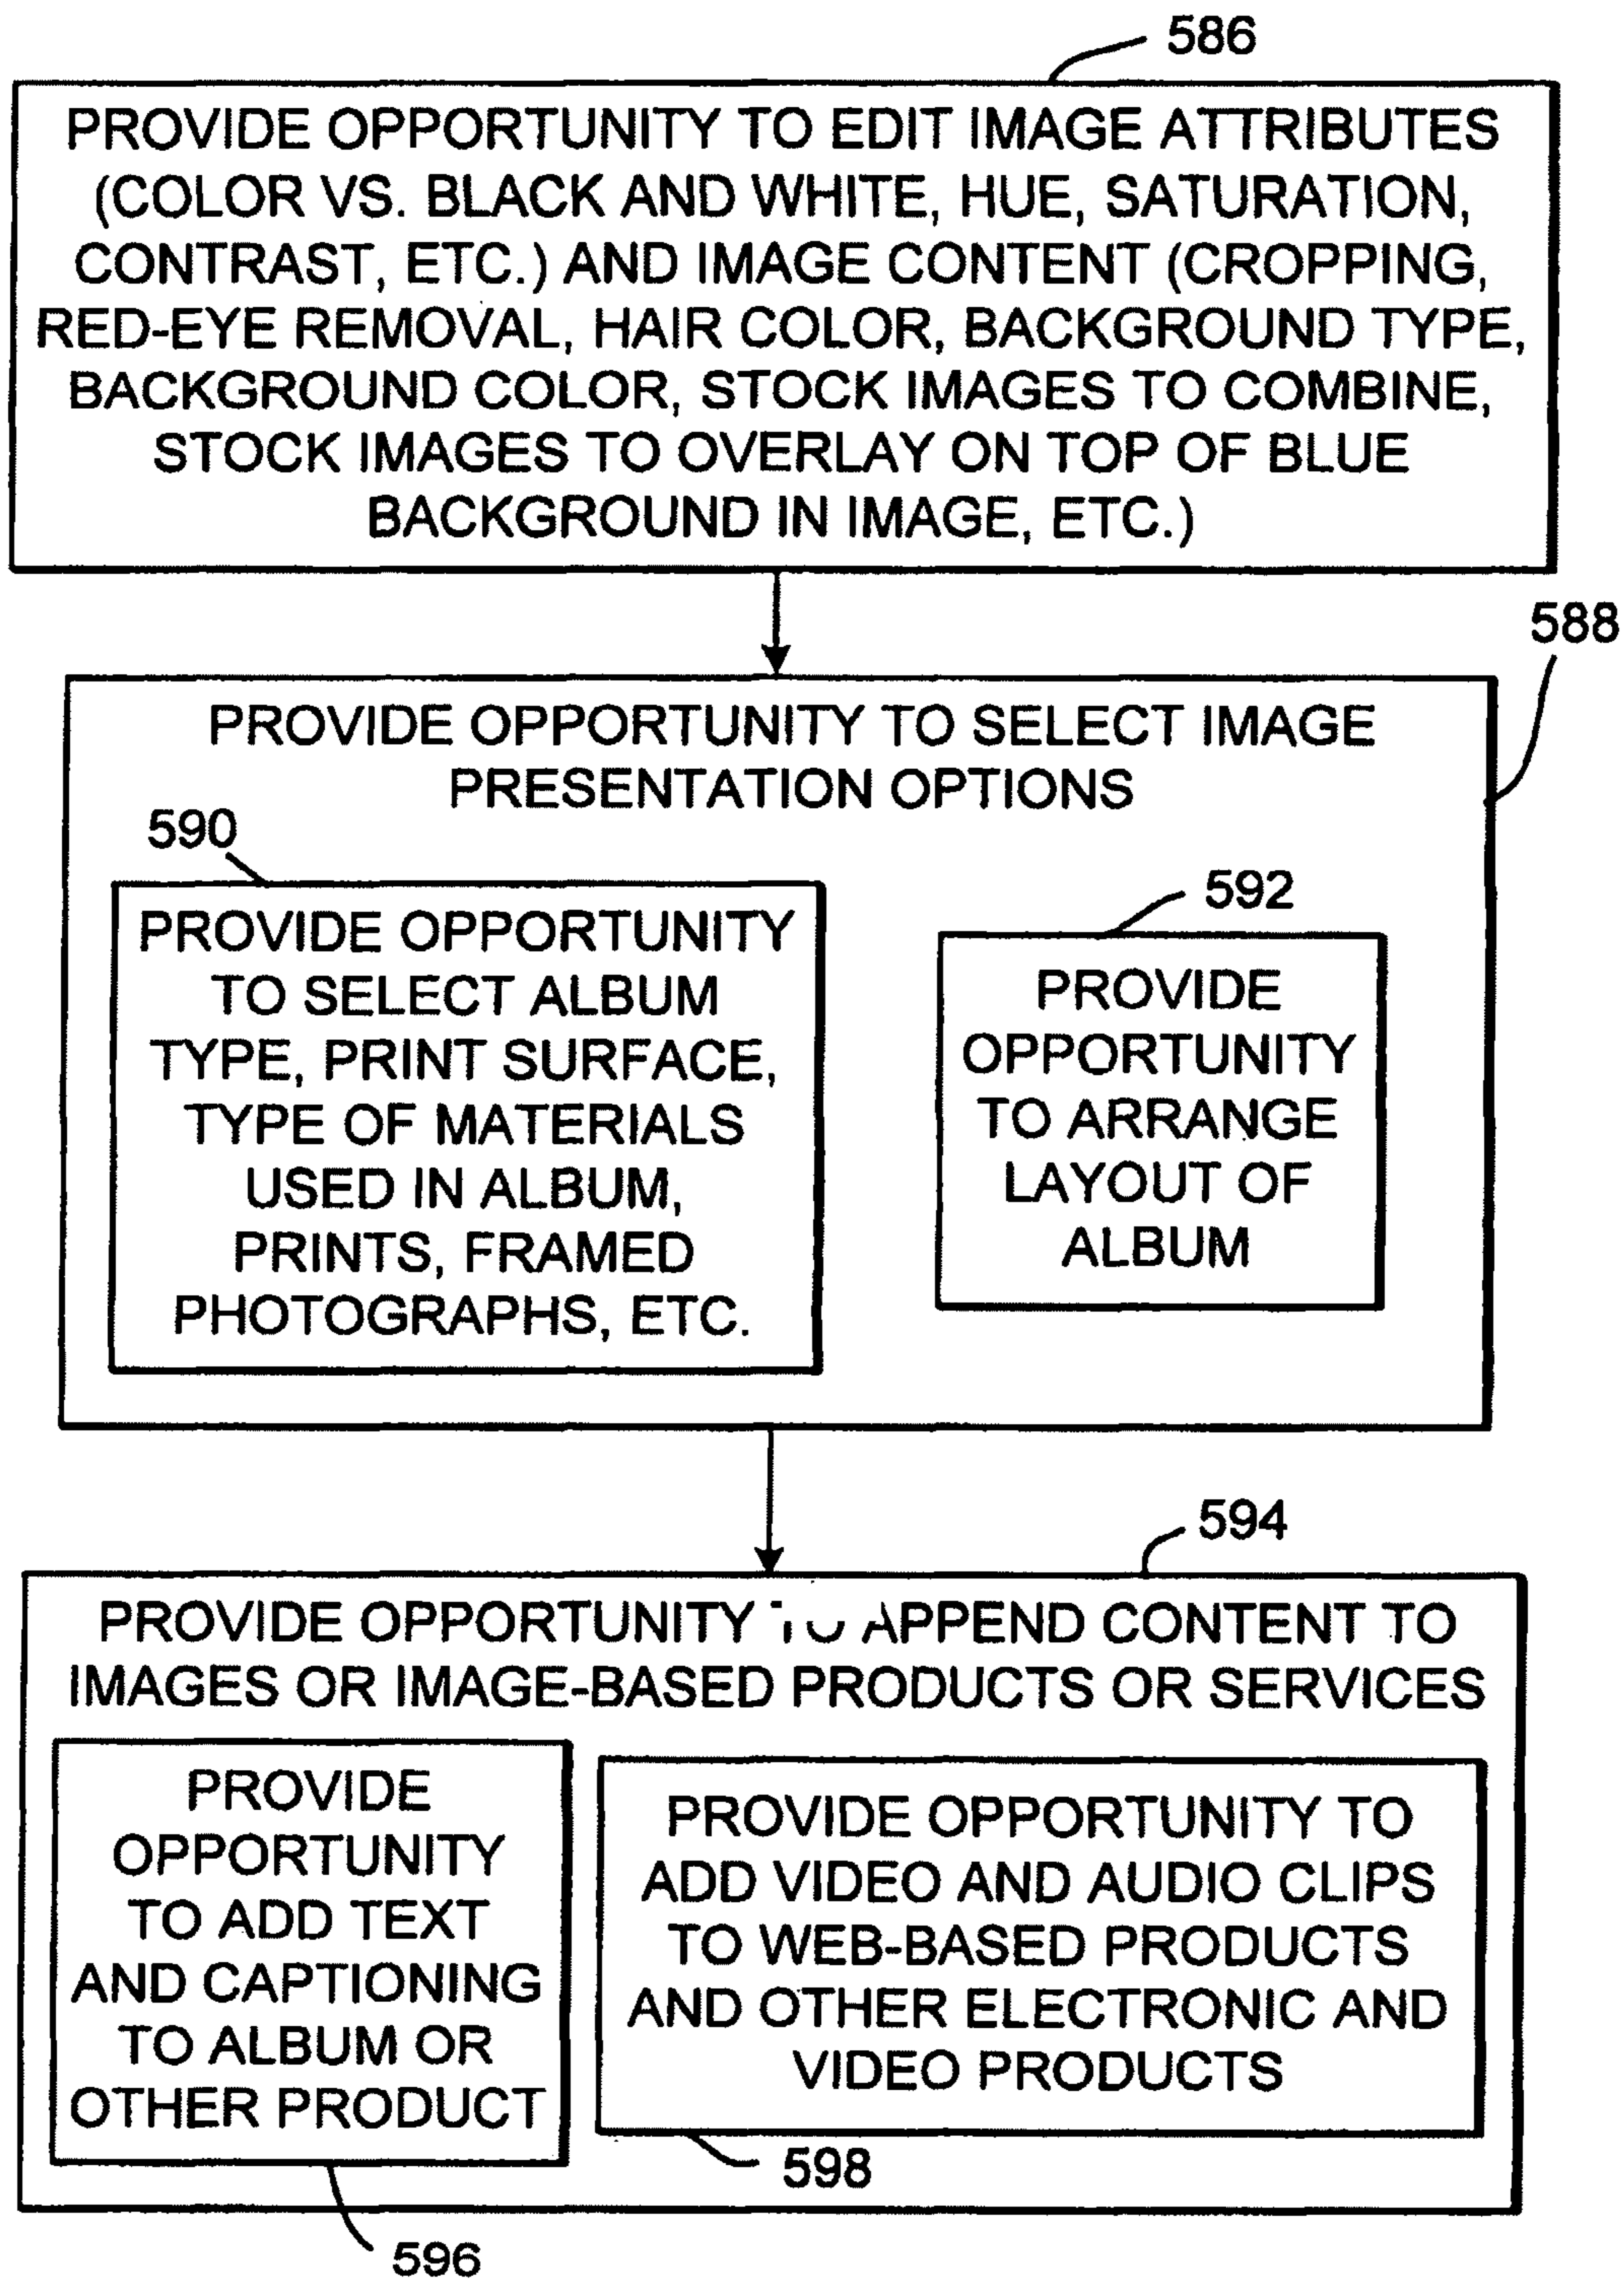 586
PROVIDE OPPORTUNITY TO EDIT IMAGE ATTRIBUTES
(COLOR VS. BLACK AND WHITE, HUE, SATURATION,
CONTRAST, ETC.) AND IMAGE CONTENT (CROPPING,
RED-EYE REMOVAL, HAIR COLOR, BACKGROUND TYPE,
BACKGROUND COLOR, STOCK IMAGES TO COMBINE,
STOCK IMAGES TO OVERLAY ON TOP OF BLUE
BACKGROUND IN IMAGE, ETC.)
588
PROVIDE OPPORTUNITY TO SELECT IMAGE
PRESENTATION OPTIONS
590
PROVIDE OPPORTUNITY
TO SELECT ALBUM
TYPE, PRINT SURFACE,
TYPE OF MATERIALS
USED IN ALBUM,
PRINTS, FRAMED
PHOTOGRAPHS, ETC.
592
PROVIDE
OPPORTUNITY
TO ARRANGE
LAYOUT OF
ALBUM
594
PROVIDE OPPORTUNITY TO APPEND CONTENT TO
IMAGES OR IMAGE-BASED PRODUCTS OR SERVICES
PROVIDE
OPPORTUNITY
TO ADD TEXT
AND CAPTIONING
TO ALBUM OR
OTHER PRODUCT
596
PROVIDE OPPORTUNITY TO
ADD VIDEO AND AUDIO CLIPS
TO WEB-BASED PRODUCTS
AND OTHER ELECTRONIC AND
VIDEO PRODUCTS
598